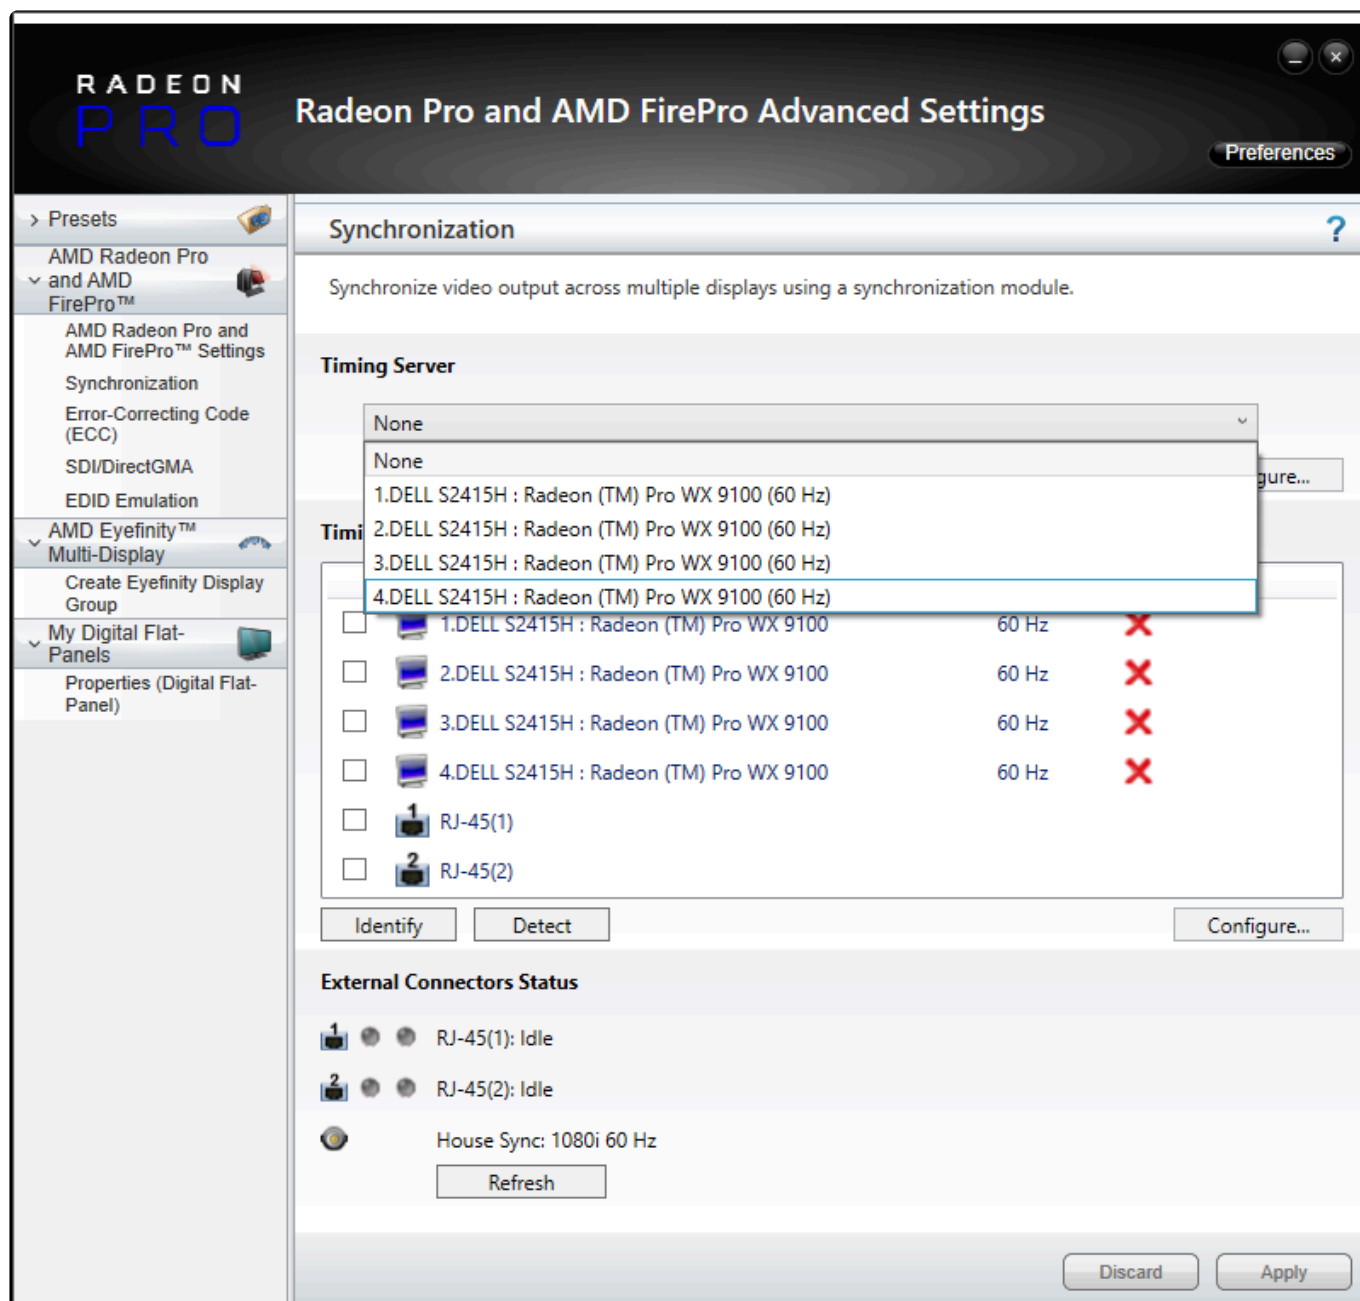 RADEON
PRO
Radeon Pro and AMD FirePro Advanced Settings
Preferences
Presets
AMD Radeon Pro
and AMD
FirePro™
AMD Radeon Pro and
AMD FirePro™ Settings
Synchronization
Error-Correcting Code
(ECC)
SDI/DirectGMA
EDID Emulation
AMD Eyefinity™
Multi-Display
Create Eyefinity Display
Group
My Digital Flat-
Panels
Properties (Digital Flat-
Panel)
Synchronization
?
Synchronize video output across multiple displays using a synchronization module.
Timing Server
None
None
1.DELL S2415H : Radeon (TM) Pro WX 9100 (60 Hz)
2.DELL S2415H : Radeon (TM) Pro WX 9100 (60 Hz)
3.DELL S2415H : Radeon (TM) Pro WX 9100 (60 Hz)
4.DELL S2415H : Radeon (TM) Pro WX 9100 (60 Hz)
1.DELL S2415H : Radeon (TM) Pro WX 9100 60 Hz
2.DELL S2415H : Radeon (TM) Pro WX 9100 60 Hz
3.DELL S2415H : Radeon (TM) Pro WX 9100 60 Hz
4.DELL S2415H : Radeon (TM) Pro WX 9100 60 Hz
1 RJ-45(1)
2 RJ-45(2)
Identify Detect Configure...
External Connectors Status
1 RJ-45(1): Idle
2 RJ-45(2): Idle
House Sync: 1080i 60 Hz
Refresh
Discard Apply